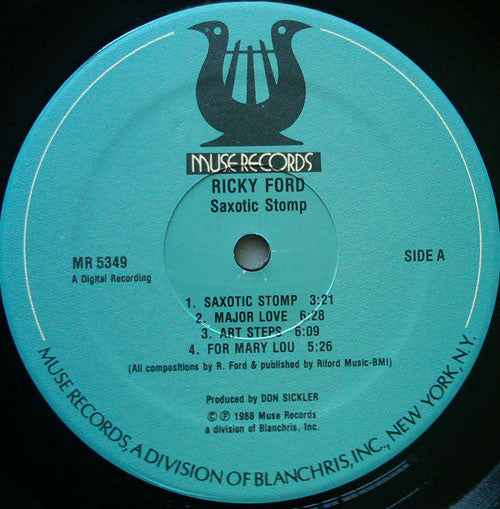 MUSE RECORDS
RICKY FORD
Saxotic Stomp
MR 5349
A Digital Recording
SIDE A
1. SAXOTIC STOMP 3:21
2. MAJOR LOVE 6:28
3. ART STEPS 6:09
4. FOR MARY LOU 5:26
(All compositions by R. Ford & published by Riford Music-BMI)
Produced by DON SICKLER
© ℗ 1988 Muse Records
a division of Blanchris, Inc.
MUSE RECORDS, A DIVISION OF BLANCHRIS, INC., NEW YORK, N.Y.